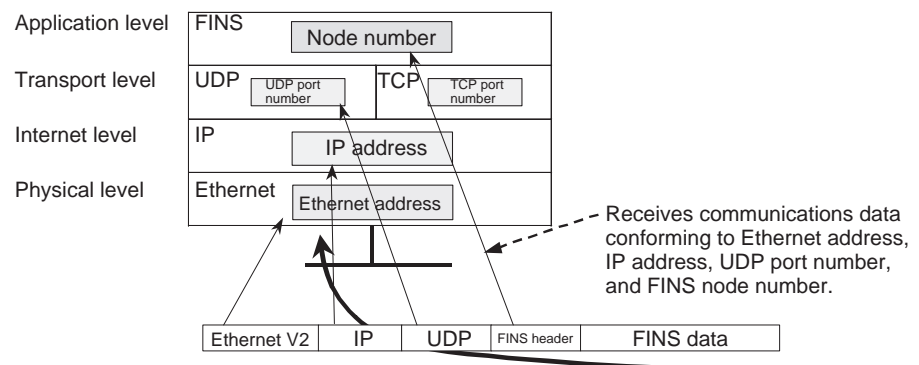 Application level
FINS
Node number
Transport level
UDP
UDP port
number
TCP
TCP port
number
Internet level
IP
IP address
Physical level
Ethernet
Ethernet address
Receives communications data
conforming to Ethernet address,
IP address, UDP port number,
and FINS node number.
Ethernet V2
IP
UDP
FINS header
FINS data